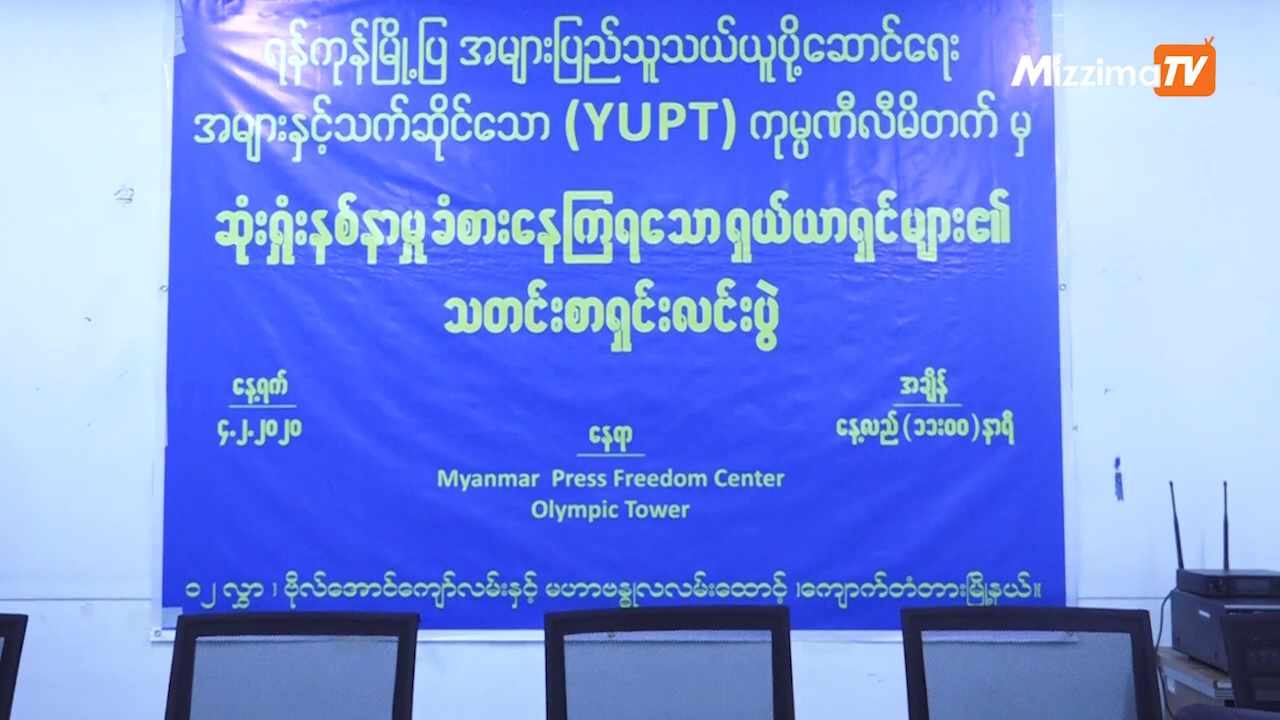 ရန်ကုန်မြို့ပြ အများပြည်သူသယ်ယူပို့ဆောင်ရေး
အများနှင့်သက်ဆိုင်သော (YUPT) ကုမ္ပဏီလီမိတက် မှ
ဆုံးရှုံးနစ်နာမှုခံစားနေကြရသောရှယ်ယာရှင်များ၏
သတင်းစာရှင်းလင်းပွဲ
နေ့ရက်
၄.၂.၂၀၂၀
အချိန်
နေ့လည် (၁၁း၀၀) နာရီ
နေရာ
Myanmar Press Freedom Center
Olympic Tower
၁၂ လွှာ ၊ ဗိုလ်အောင်ကျော်လမ်းနှင့် မဟာဗန္ဓုလလမ်းထောင့် ၊ကျောက်တံတားမြို့နယ်။
MizzimaTV